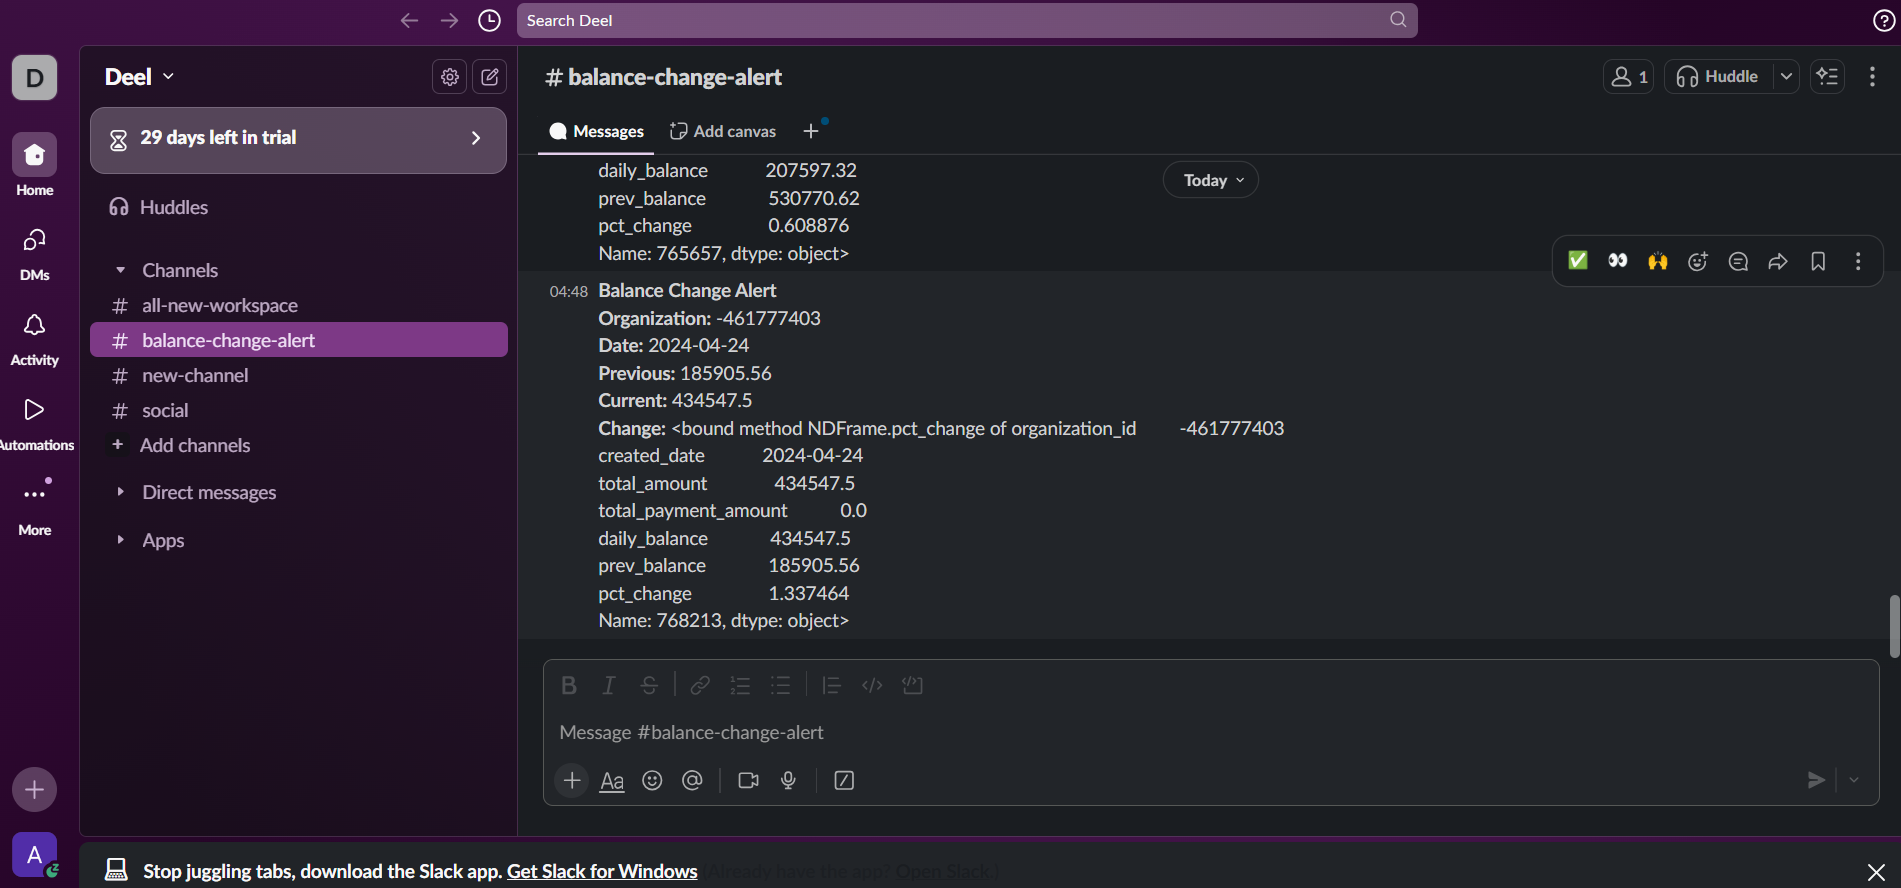 Search Deel
D
Home
DMs
Activity
Automations
More
A
Deel
29 days left in trial
Huddles
Channels
# all-new-workspace
# balance-change-alert
# new-channel
# social
+ Add channels
Direct messages
Apps
# balance-change-alert
1
Huddle
Messages
Add canvas
Today
daily_balance 207597.32
prev_balance 530770.62
pct_change 0.608876
Name: 765657, dtype: object>
04:48 Balance Change Alert
Organization: -461777403
Date: 2024-04-24
Previous: 185905.56
Current: 434547.5
Change: <bound method NDFrame.pct_change of organization_id -461777403
created_date 2024-04-24
total_amount 434547.5
total_payment_amount 0.0
daily_balance 434547.5
prev_balance 185905.56
pct_change 1.337464
Name: 768213, dtype: object>
Message #balance-change-alert
Aa
Stop juggling tabs, download the Slack app. Get Slack for Windows (Already have the app? Open Slack.)